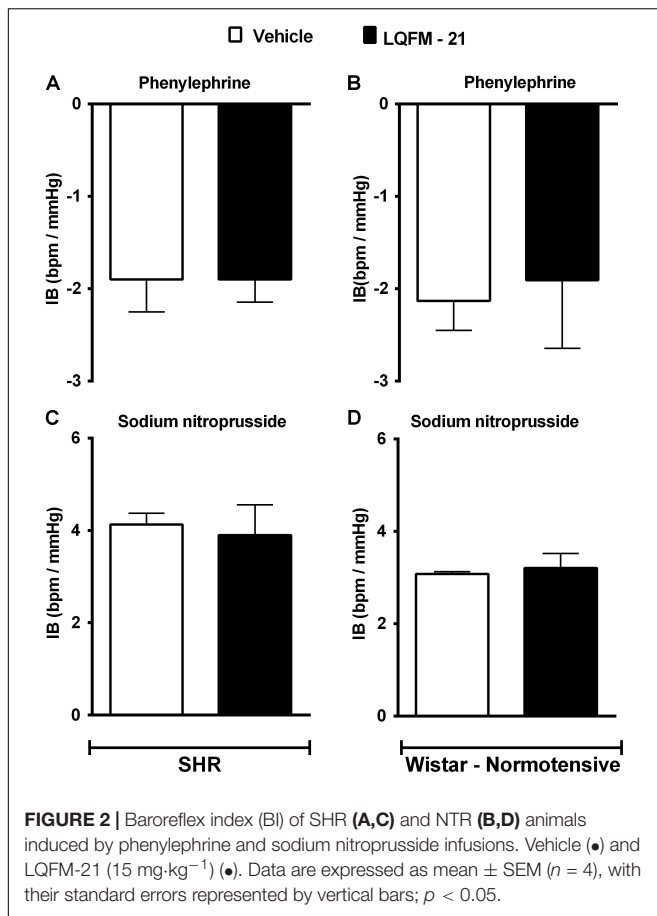 Vehicle LQFM - 21
A Phenylephrine
B Phenylephrine
IB (bpm / mmHg)
0
-1
-2
-3
IB(bpm / mmHg)
0
-1
-2
-3
C Sodium nitroprusside
D Sodium nitroprusside
IB (bpm / mmHg)
6
4
2
0
IB (bpm / mmHg)
6
4
2
0
SHR
Wistar - Normotensive
FIGURE 2 | Baroreflex index (BI) of SHR (A,C) and NTR (B,D) animals
induced by phenylephrine and sodium nitroprusside infusions. Vehicle (●) and
LQFM-21 (15 mg·kg⁻¹) (●). Data are expressed as mean ± SEM (n = 4), with
their standard errors represented by vertical bars; p < 0.05.